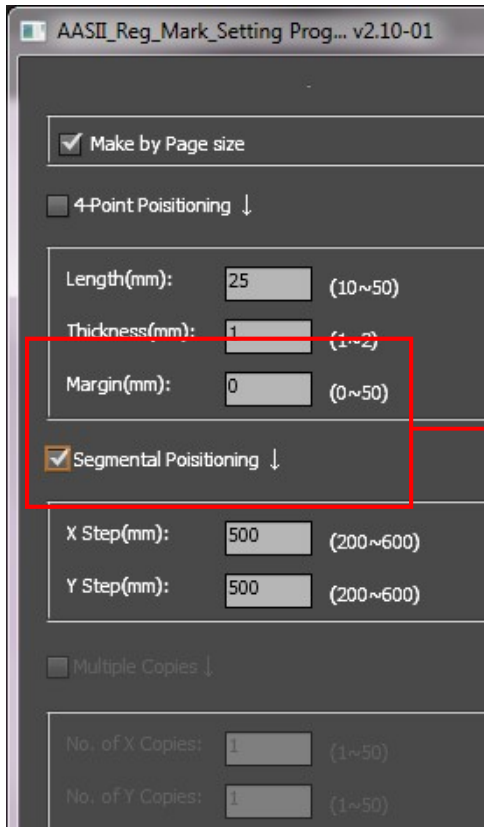 AASII_Reg_Mark_Setting Prog... v2.10-01
Make by Page size
4-Point Poisitioning ↓
Length(mm): 25 (10~50)
Thickness(mm): 1 (1~2)
Margin(mm): 0 (0~50)
Segmental Poisitioning ↓
X Step(mm): 500 (200~600)
Y Step(mm): 500 (200~600)
Multiple Copies ↓
No. of X Copies: 1 (1~50)
No. of Y Copies: 1 (1~50)